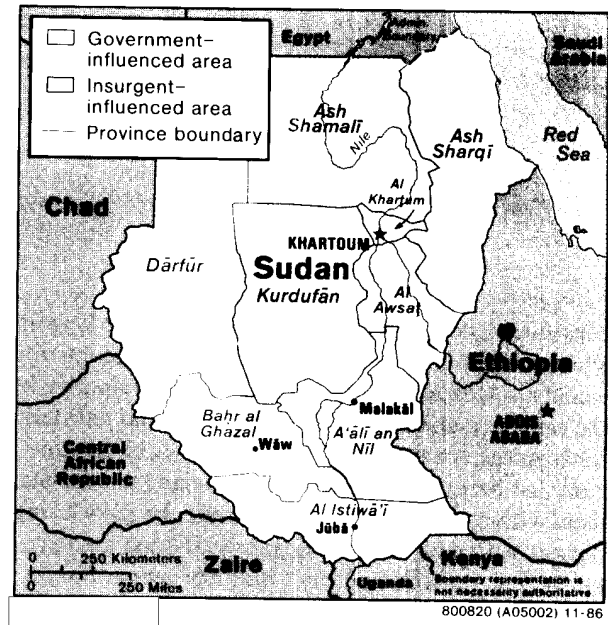 Government-
influenced area
Insurgent-
influenced area
Province boundary
Egypt
Boundary
Saudi
Arabia
Red
Sea
Ash
Shamalī
Nile
Ash
Sharqī
Al
Khartum
Chad
KHARTOUM
Dārfūr
Sudan
Kurdufān
Al
Awsaṭ
Ethiopia
ADDIS
ABABA
Malakāl
Bahr al
Ghazal
Wāw
A'ālī an
Nīl
Central
African
Republic
Al Istiwā'ī
Jūbā
0 250 Kilometers
0 250 Miles
Zaire
Uganda
Kenya
Boundary representation is
not necessarily authoritative
800820 (A05002) 11-86